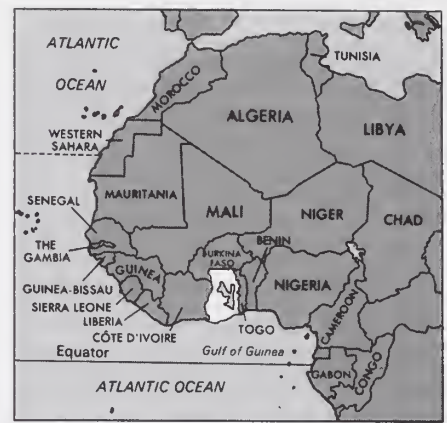 ATLANTIC
OCEAN
TUNISIA
MOROCCO
ALGERIA
LIBYA
WESTERN
SAHARA
MAURITANIA
MALI
NIGER
CHAD
SENEGAL
THE
GAMBIA
BURKINA
FASO
BENIN
GUINEA
NIGERIA
GUINEA-BISSAU
SIERRA LEONE
LIBERIA
CÔTE D'IVOIRE
TOGO
CAMEROON
Equator
Gulf of Guinea
GABON
CONGO
ATLANTIC OCEAN